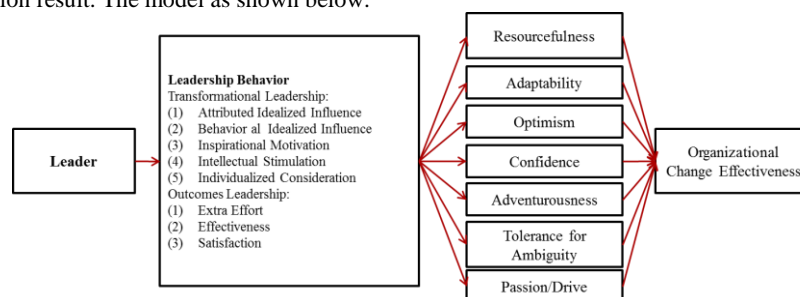 ion result. The model as shown below.
Leader
Leadership Behavior
Transformational Leadership:
(1) Attributed Idealized Influence
(2) Behavior al Idealized Influence
(3) Inspirational Motivation
(4) Intellectual Stimulation
(5) Individualized Consideration
Outcomes Leadership:
(1) Extra Effort
(2) Effectiveness
(3) Satisfaction
Resourcefulness
Adaptability
Optimism
Confidence
Adventurousness
Tolerance for
Ambiguity
Passion/Drive
Organizational
Change Effectiveness